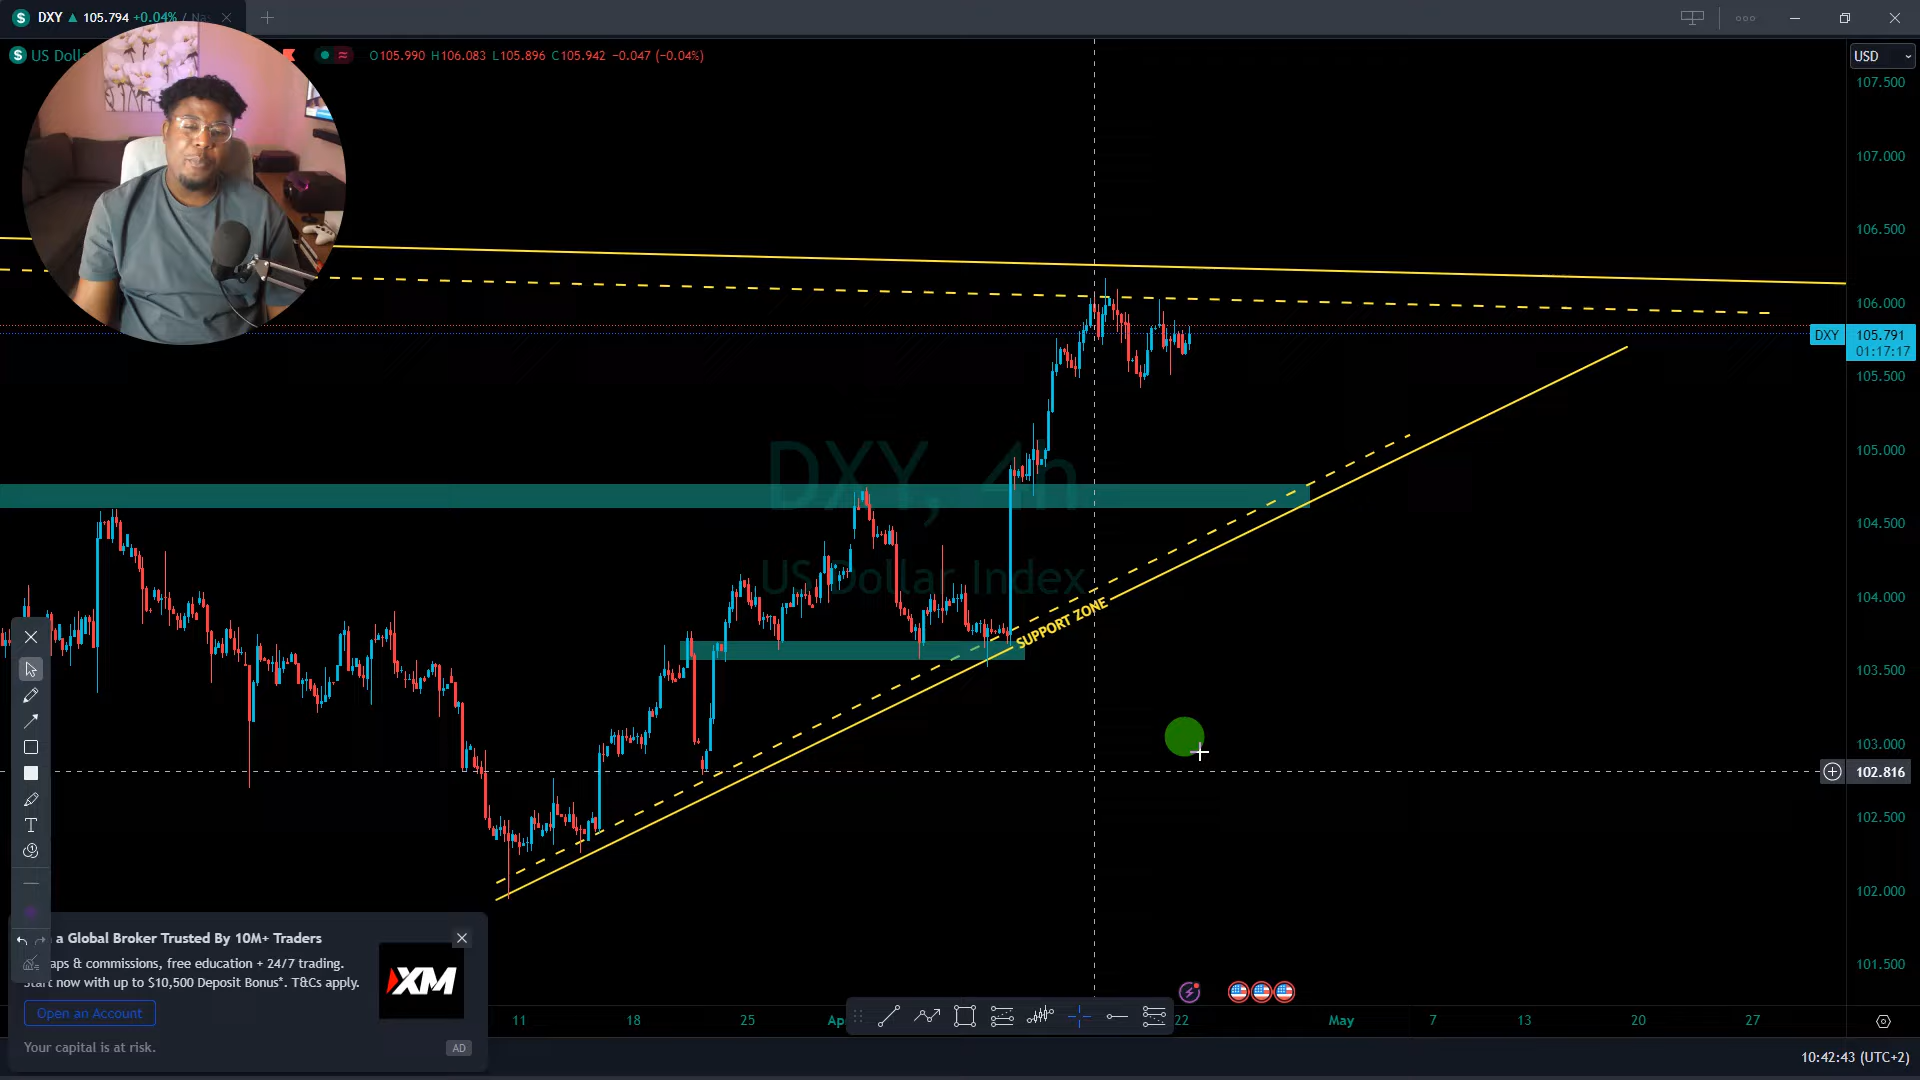 DXY ▲ 105.794 +0.04% / Na
US Dolla
O105.990 H106.083 L105.896 C105.942 −0.047 (−0.04%)
USD
107.500
107.000
106.500
106.000
DXY 105.791
01:17:17
105.500
105.000
104.500
104.000
103.500
103.000
102.816
102.500
102.000
101.500
DXY, 4h
US Dollar Index
SUPPORT ZONE
a Global Broker Trusted By 10M+ Traders
aps & commissions, free education + 24/7 trading.
Start now with up to $10,500 Deposit Bonus*. T&Cs apply.
XM
Open an Account
Your capital is at risk.
AD
11 18 25 Ap 22 May 7 13 20 27
10:42:43 (UTC+2)